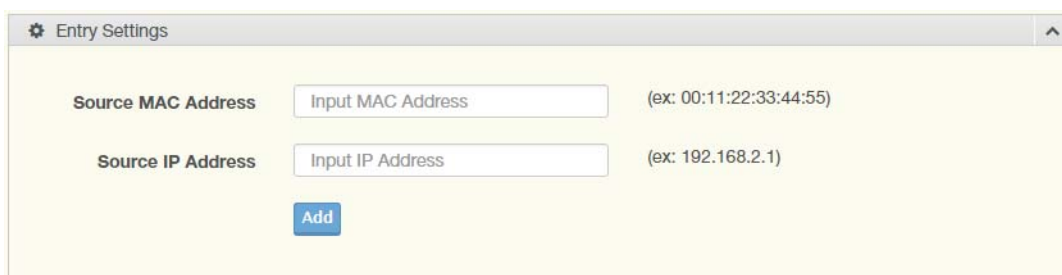 Entry Settings
Source MAC Address Input MAC Address (ex: 00:11:22:33:44:55)
Source IP Address Input IP Address (ex: 192.168.2.1)
Add